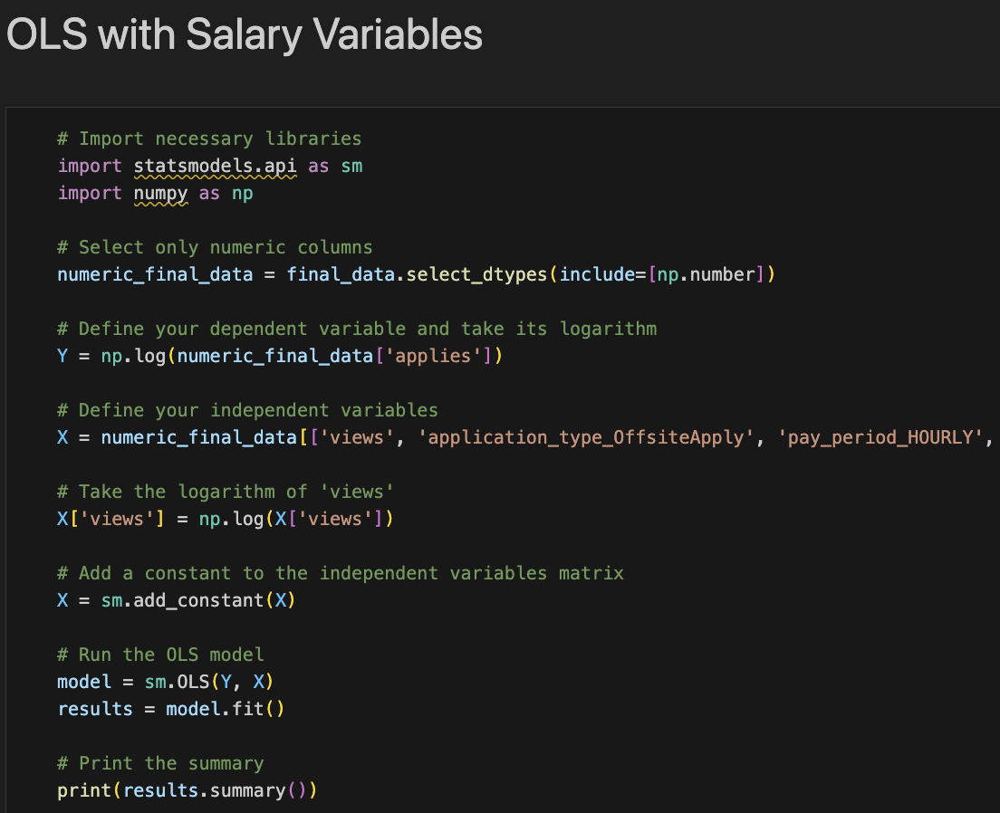 OLS with Salary Variables
# Import necessary libraries
import statsmodels.api as sm
import numpy as np
# Select only numeric columns
numeric_final_data = final_data.select_dtypes(include=[np.number])
# Define your dependent variable and take its logarithm
Y = np.log(numeric_final_data['applies'])
# Define your independent variables
X = numeric_final_data[['views', 'application_type_OffsiteApply', 'pay_period_HOURLY',
# Take the logarithm of 'views'
X['views'] = np.log(X['views'])
# Add a constant to the independent variables matrix
X = sm.add_constant(X)
# Run the OLS model
model = sm.OLS(Y, X)
results = model.fit()
# Print the summary
print(results.summary())